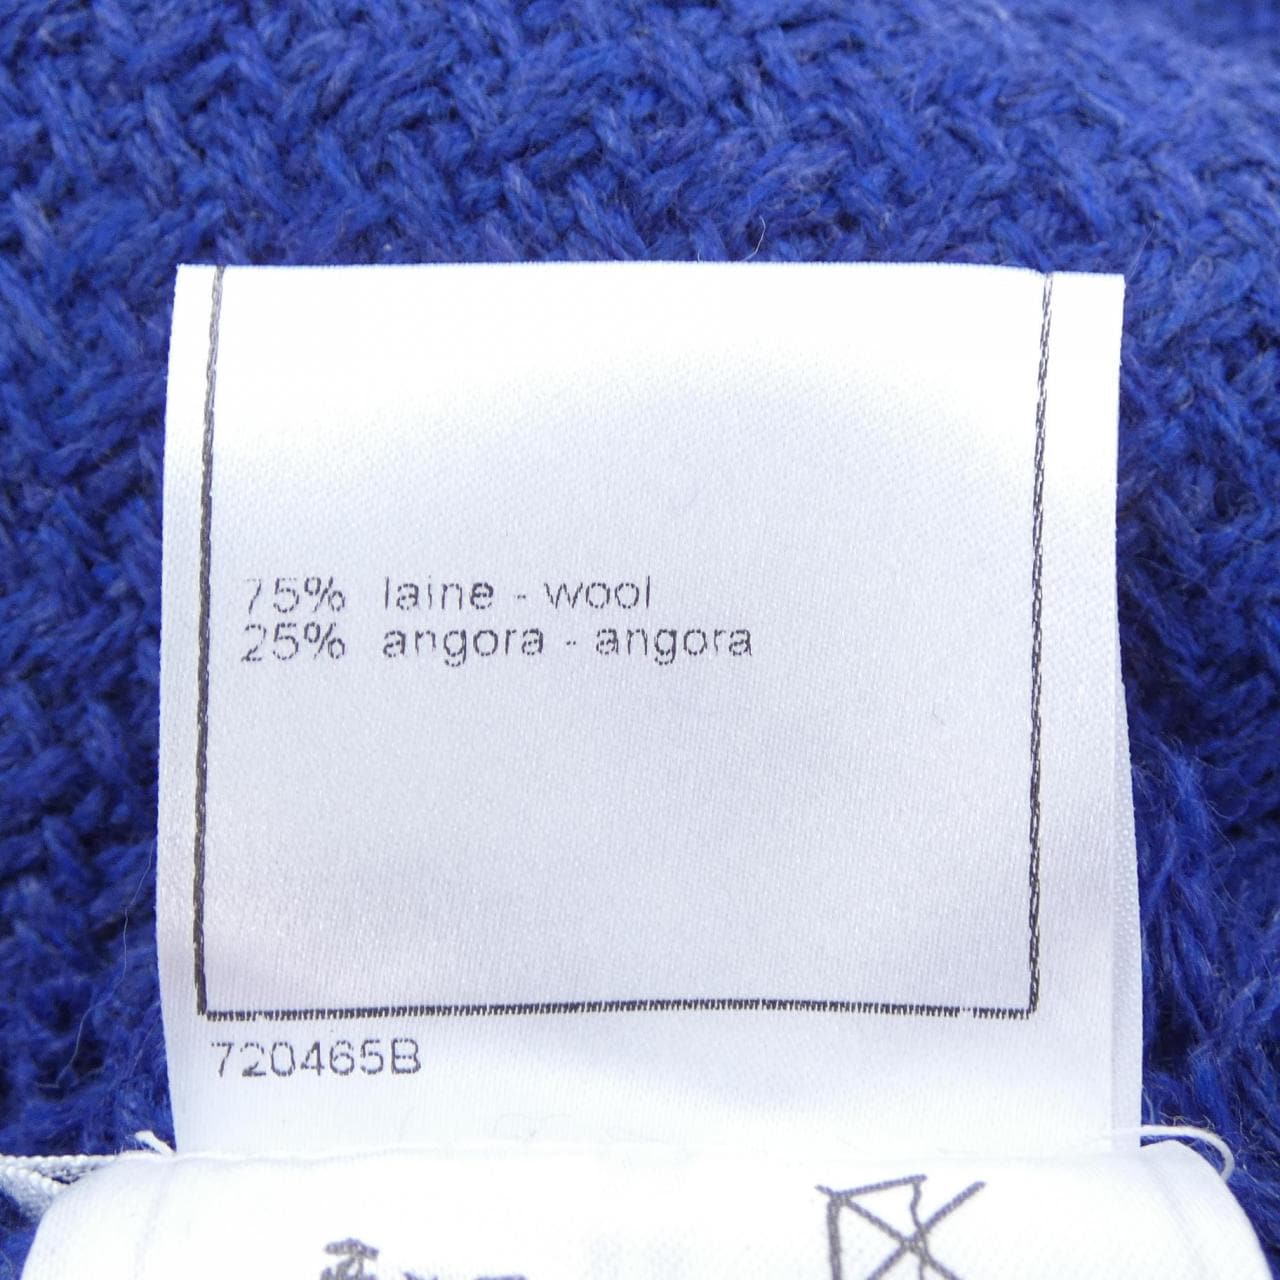 75% laine - wool
25% angora - angora
720465B